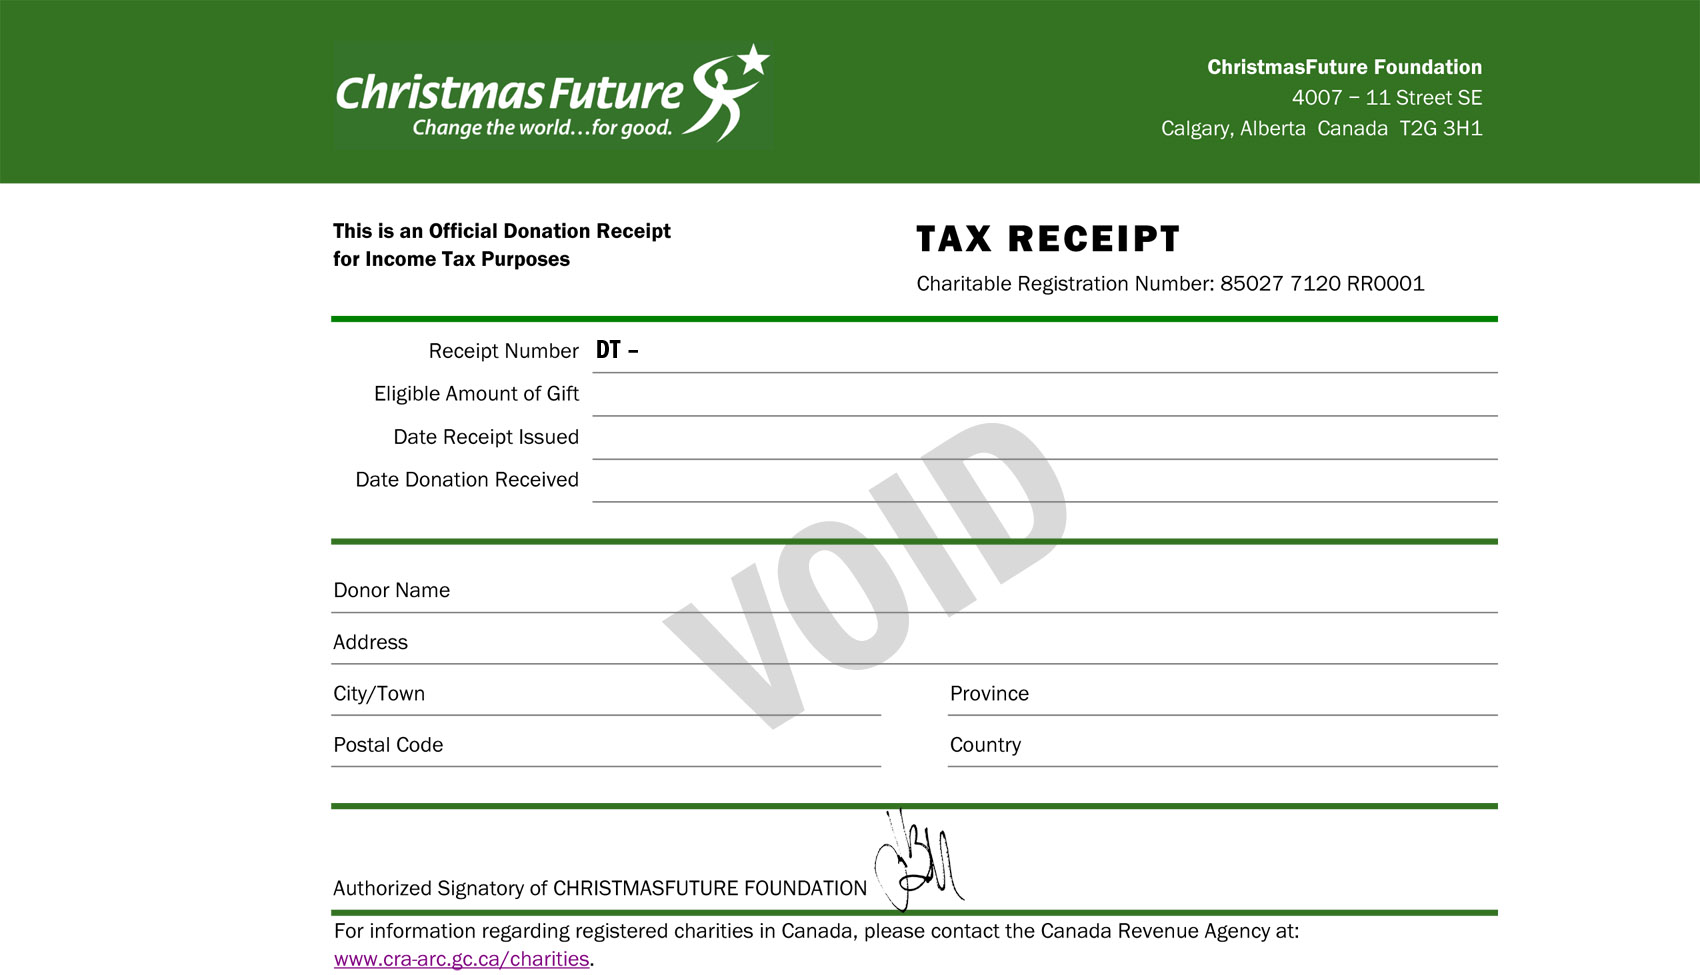 Christmas Future
Change the world...for good.
ChristmasFuture Foundation
4007 – 11 Street SE
Calgary, Alberta  Canada  T2G 3H1
This is an Official Donation Receipt
for Income Tax Purposes
TAX RECEIPT
Charitable Registration Number: 85027 7120 RR0001
Receipt Number DT –
Eligible Amount of Gift
Date Receipt Issued
Date Donation Received
VOID
Donor Name
Address
City/Town
Province
Postal Code
Country
Authorized Signatory of CHRISTMASFUTURE FOUNDATION
For information regarding registered charities in Canada, please contact the Canada Revenue Agency at:
www.cra-arc.gc.ca/charities.